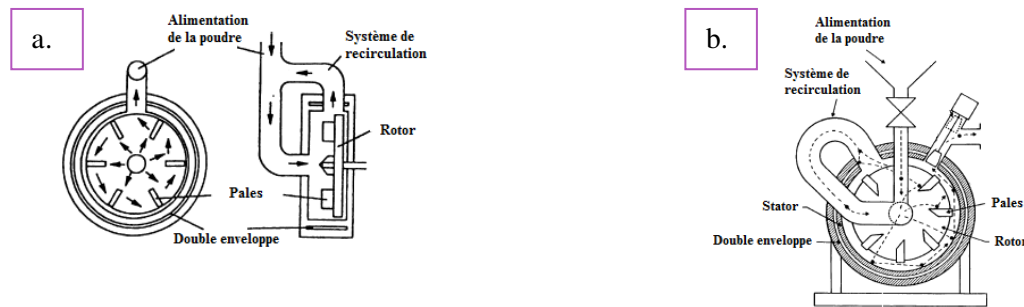 a.
Alimentation
de la poudre
Système de
recirculation
Rotor
Pales
Double enveloppe
b.
Alimentation
de la poudre
Système de
recirculation
Pales
Stator
Rotor
Double enveloppe